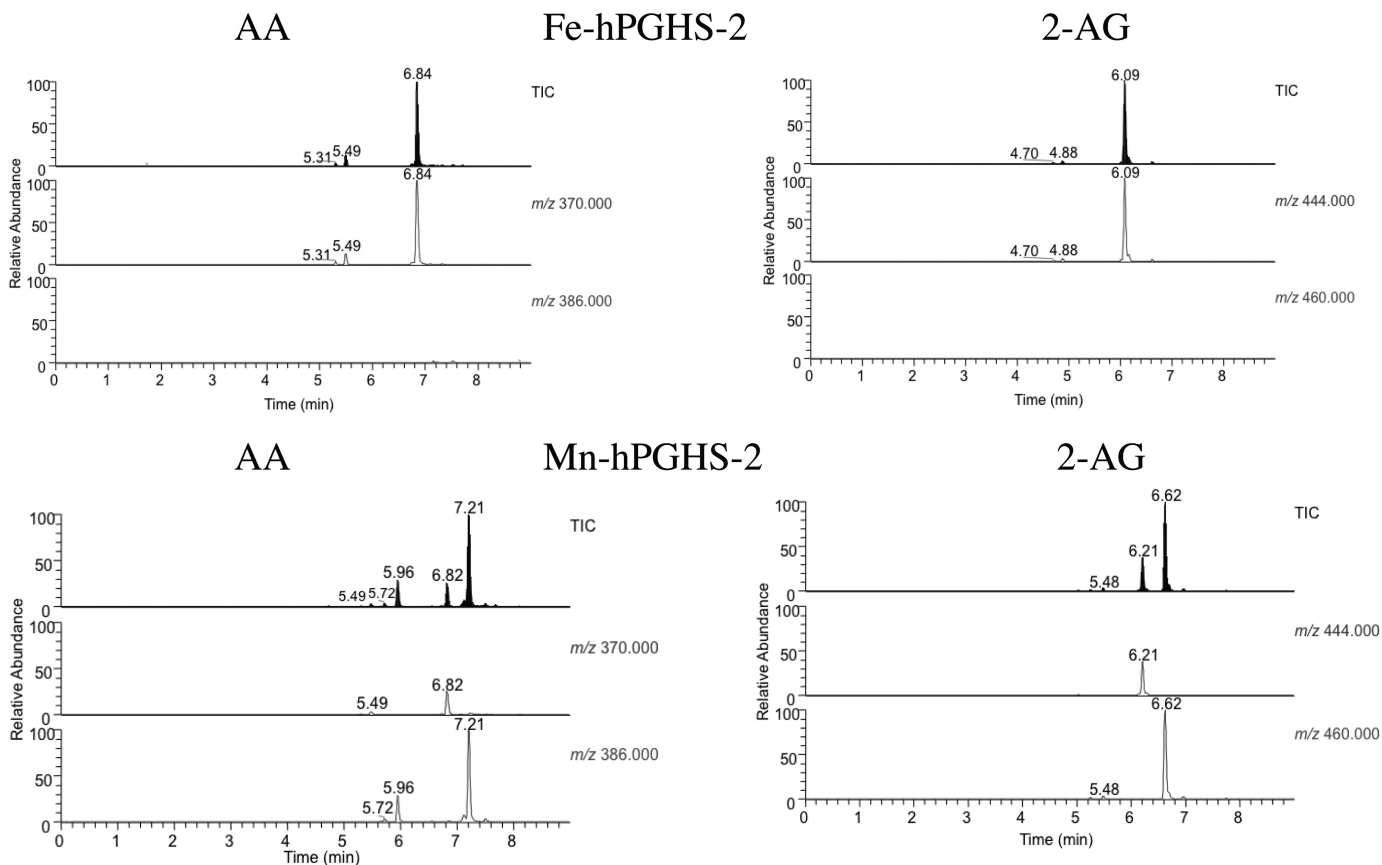 AA Fe-hPGHS-2 2-AG
Relative Abundance
100
50
0
6.84
5.31 5.49
TIC
100
50
0
6.84
5.31 5.49
m/z 370.000
100
50
0
m/z 386.000
0 1 2 3 4 5 6 7 8
Time (min)
Relative Abundance
100
50
0
6.09
4.70 4.88
TIC
100
50
0
6.09
4.70 4.88
m/z 444.000
100
50
0
m/z 460.000
0 1 2 3 4 5 6 7 8
Time (min)
AA Mn-hPGHS-2 2-AG
Relative Abundance
100
50
0
7.21
5.96 6.82
5.49 5.72
TIC
100
50
0
6.82
5.49
m/z 370.000
100
50
0
7.21
5.96
5.72
m/z 386.000
0 1 2 3 4 5 6 7 8
Time (min)
Relative Abundance
100
50
0
6.62
6.21
5.48
TIC
100
50
0
6.21
m/z 444.000
100
50
0
6.62
5.48
m/z 460.000
0 1 2 3 4 5 6 7 8
Time (min)